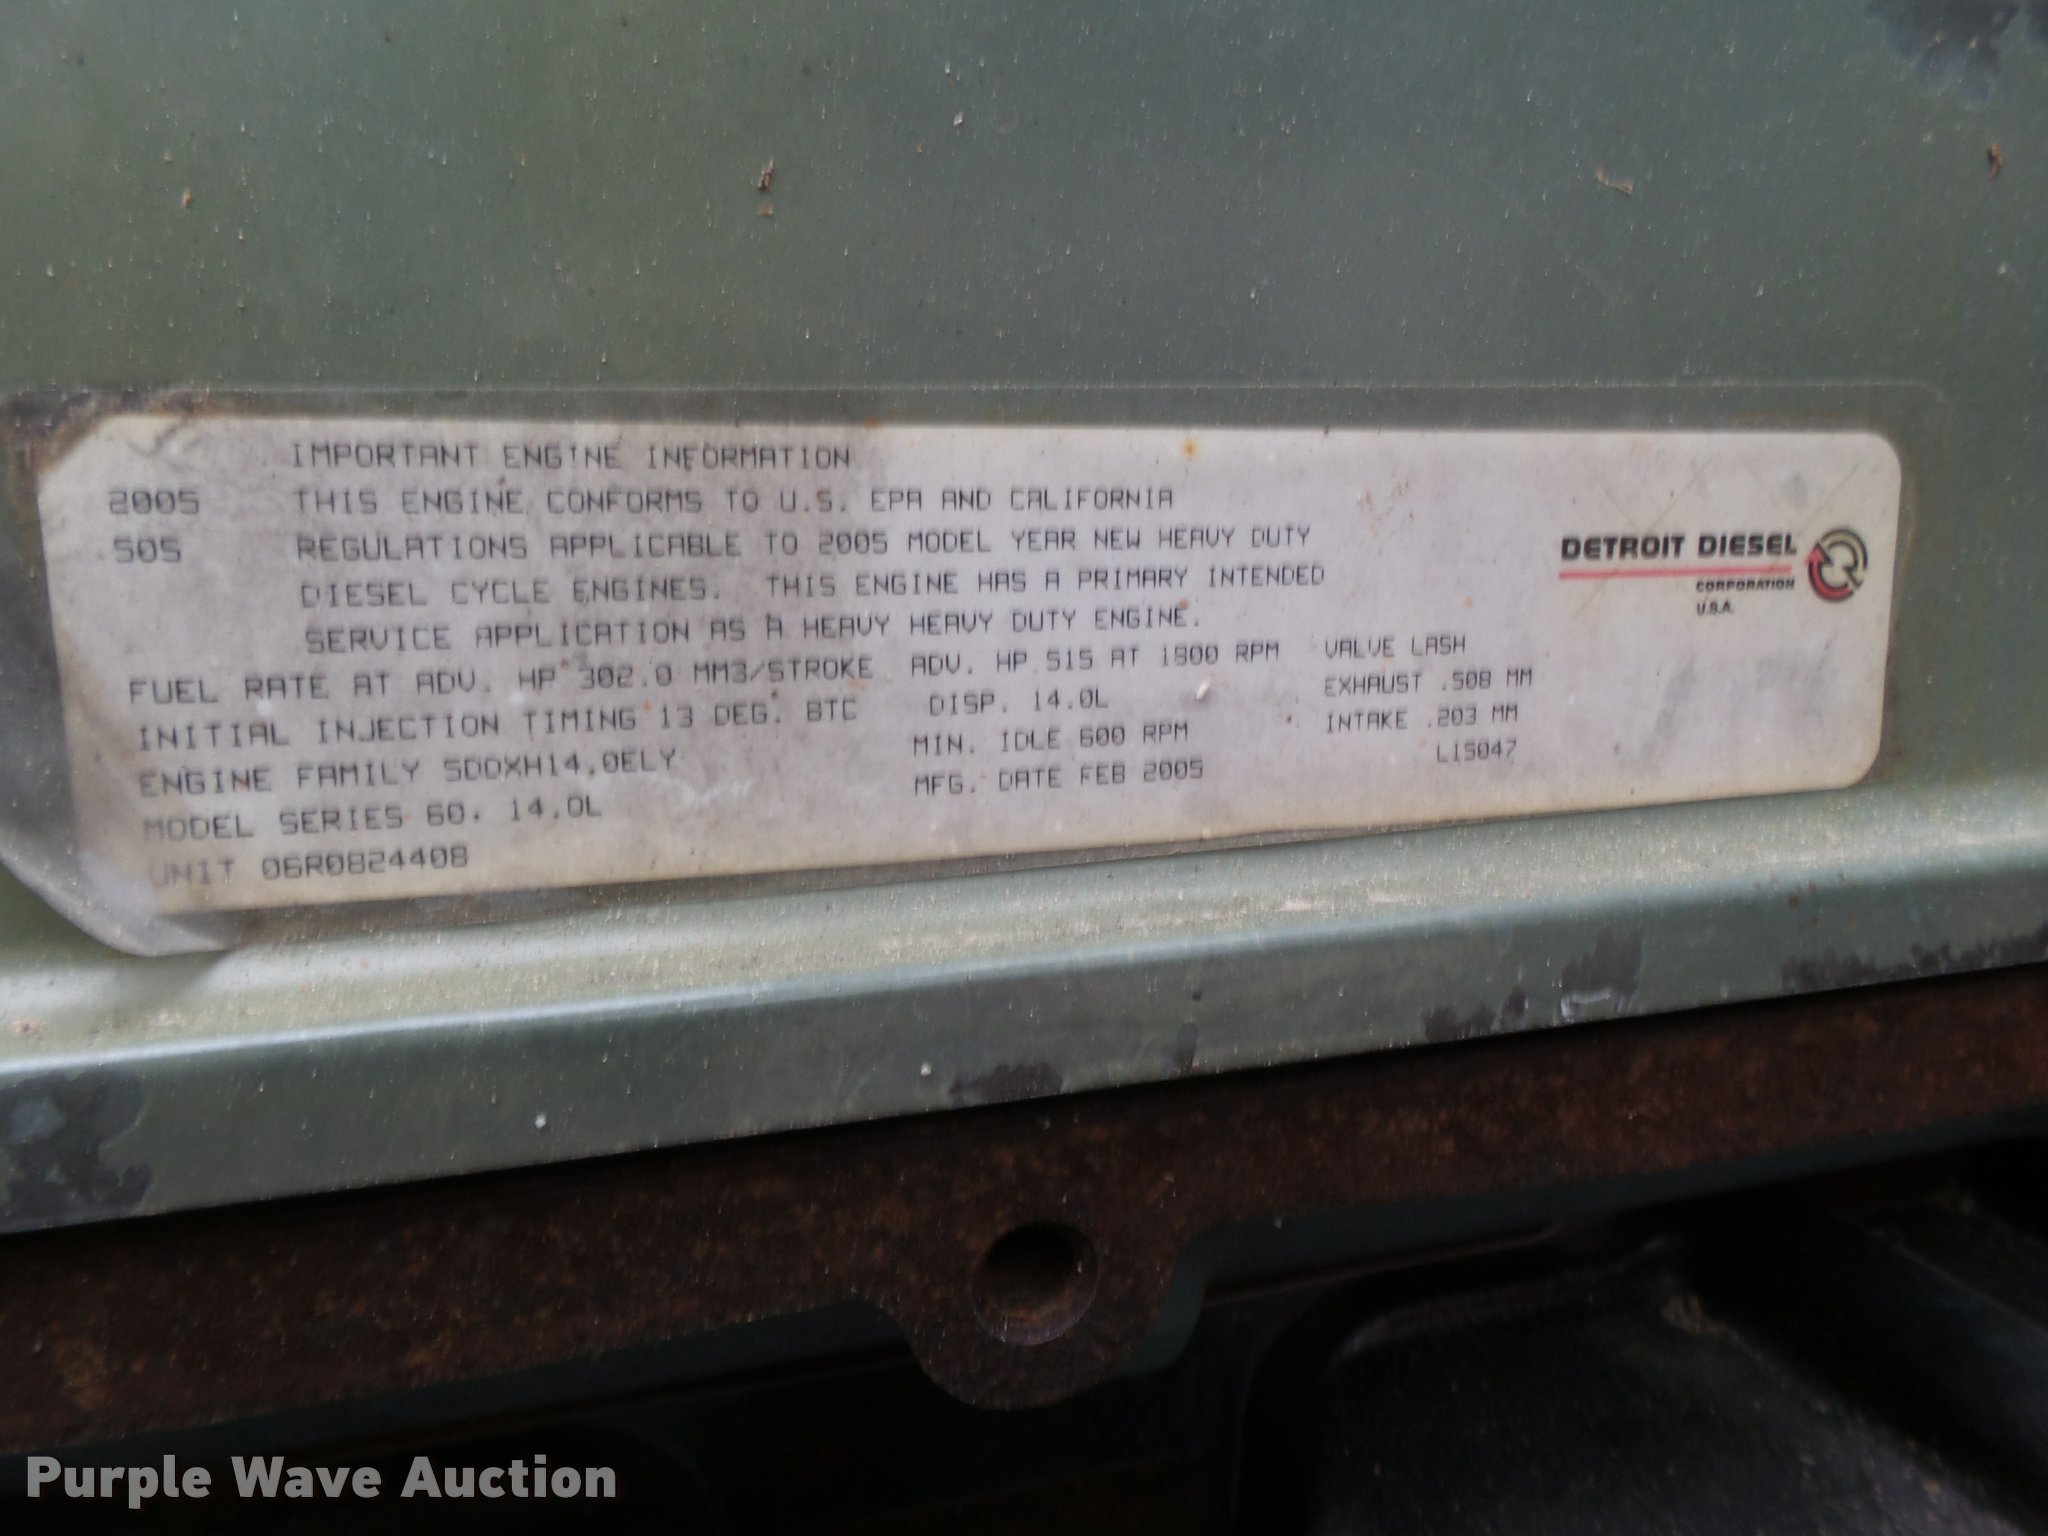 IMPORTANT ENGINE INFORMATION
2005 THIS ENGINE CONFORMS TO U.S. EPA AND CALIFORNIA
505 REGULATIONS APPLICABLE TO 2005 MODEL YEAR NEW HEAVY DUTY
DIESEL CYCLE ENGINES. THIS ENGINE HAS A PRIMARY INTENDED
SERVICE APPLICATION AS A HEAVY HEAVY DUTY ENGINE.
FUEL RATE AT ADV. HP 302.0 MM3/STROKE ADV. HP 515 AT 1800 RPM VALVE LASH
INITIAL INJECTION TIMING 13 DEG. BTC DISP. 14.0L EXHAUST .508 MM
ENGINE FAMILY 5DDXH14.0ELY MIN. IDLE 600 RPM INTAKE .203 MM
MODEL SERIES 60, 14.0L MFG. DATE FEB 2005 L15047
UNIT 06R0824408
DETROIT DIESEL
CORPORATION
U.S.A.
Purple Wave Auction